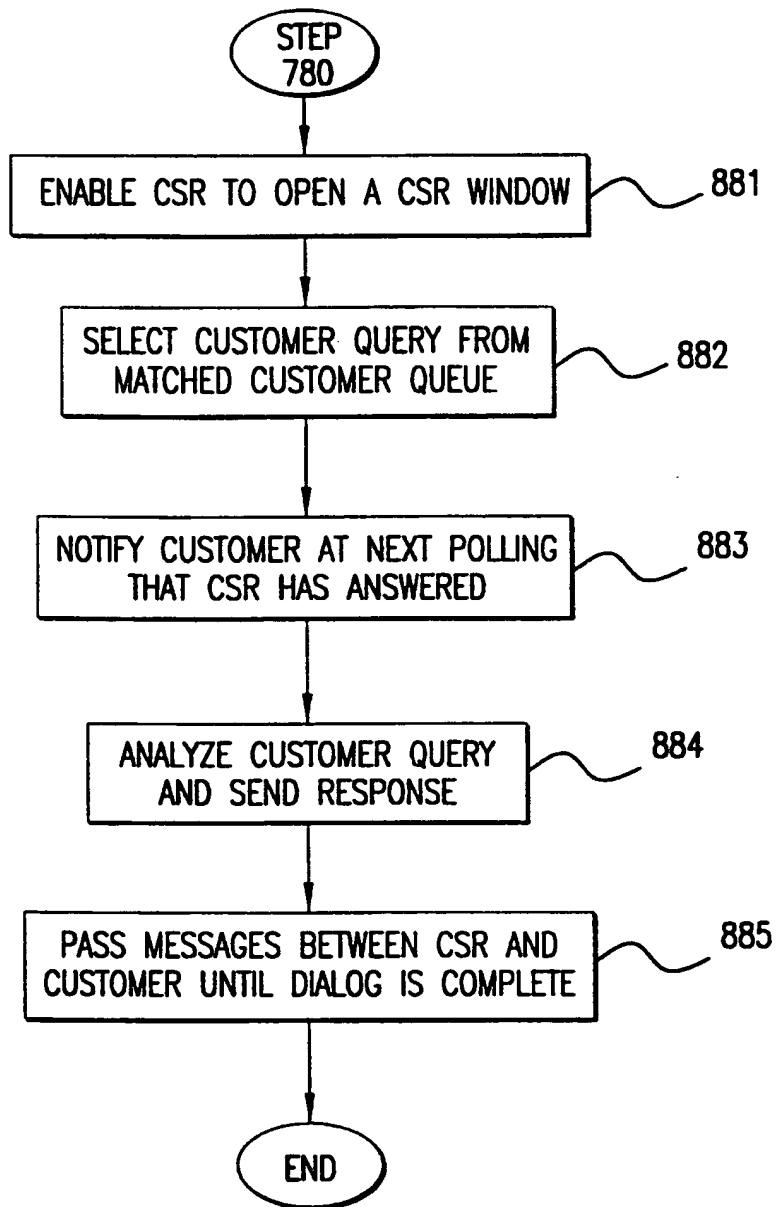 STEP
780
ENABLE CSR TO OPEN A CSR WINDOW
881
SELECT CUSTOMER QUERY FROM
MATCHED CUSTOMER QUEUE
882
NOTIFY CUSTOMER AT NEXT POLLING
THAT CSR HAS ANSWERED
883
ANALYZE CUSTOMER QUERY
AND SEND RESPONSE
884
PASS MESSAGES BETWEEN CSR AND
CUSTOMER UNTIL DIALOG IS COMPLETE
885
END